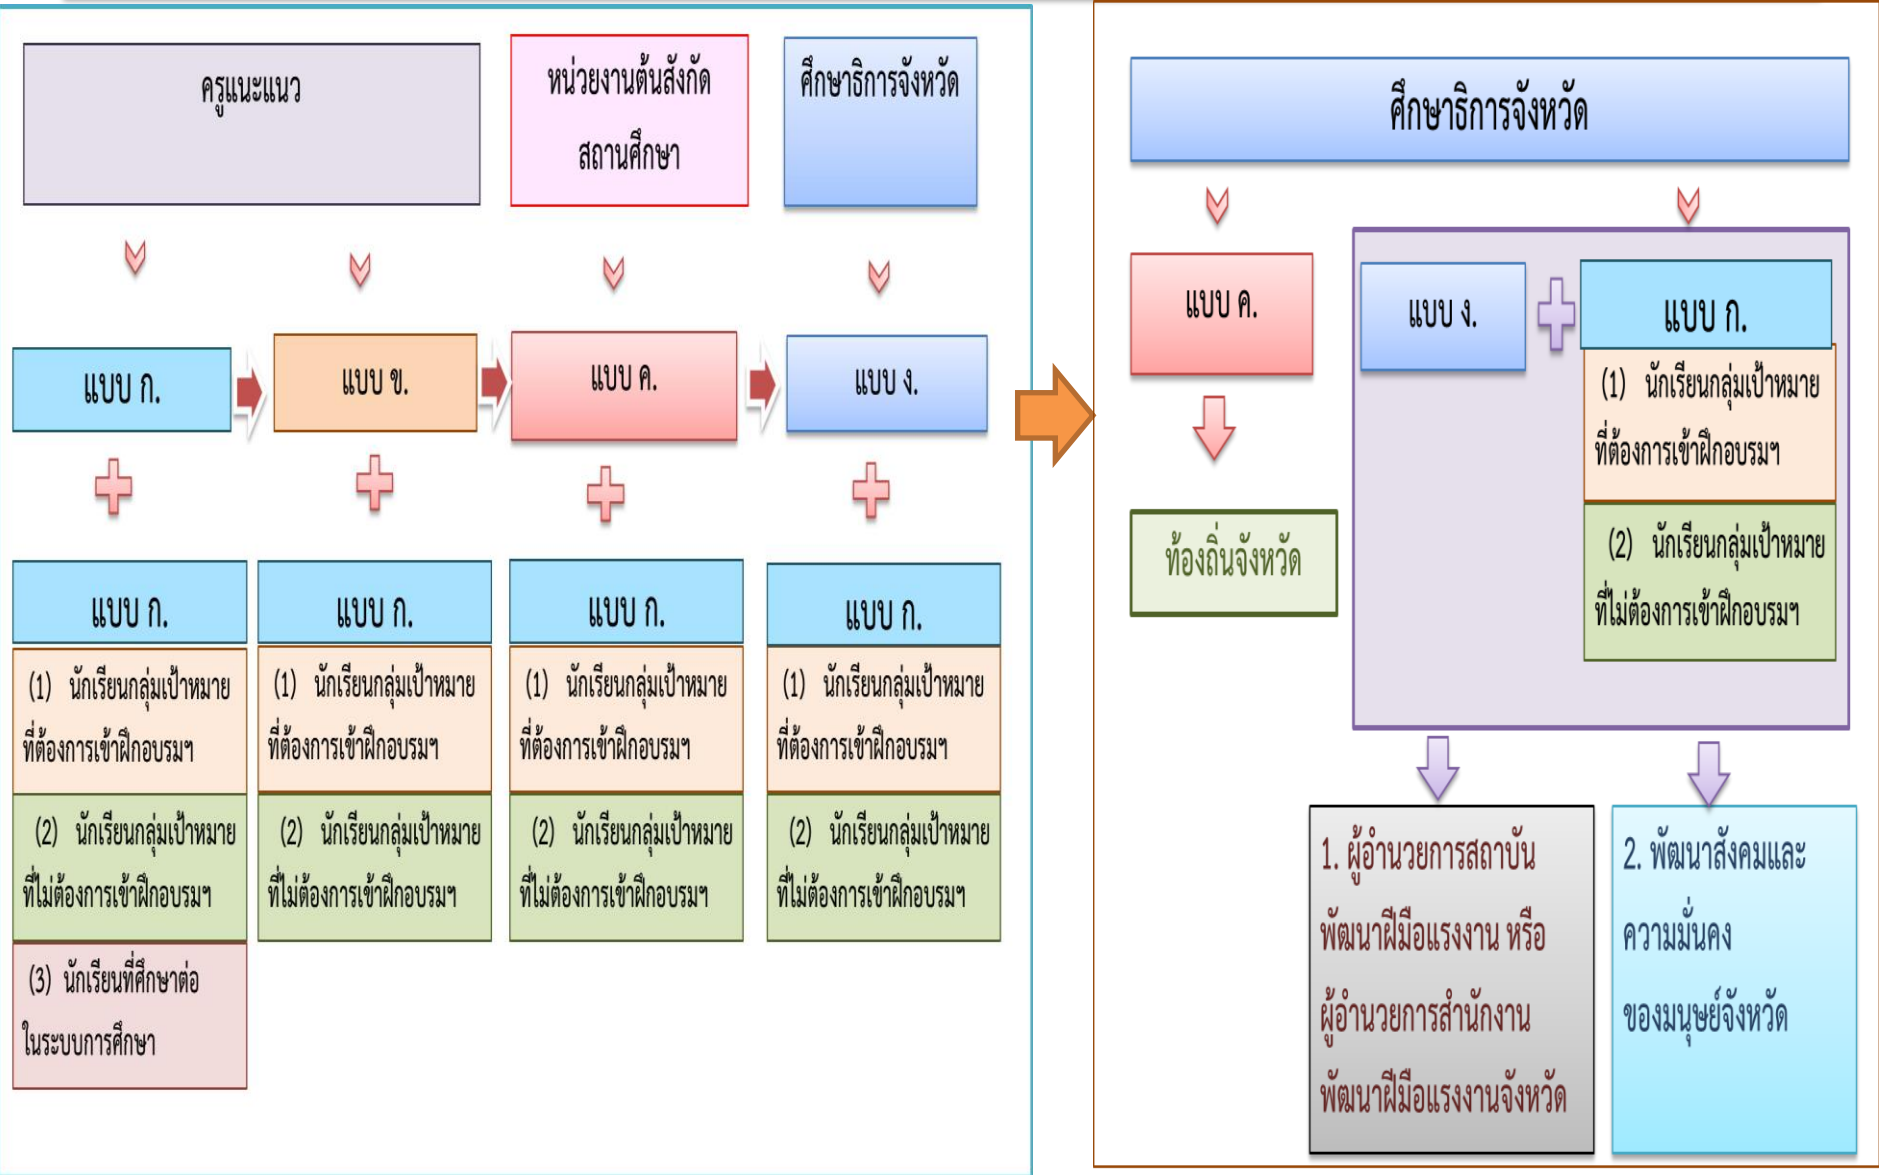 ครูแนะแนว
หน่วยงานต้นสังกัด
สถานศึกษา
ศึกษาธิการจังหวัด
แบบ ก.
แบบ ข.
แบบ ค.
แบบ ง.
แบบ ก.
(1) นักเรียนกลุ่มเป้าหมาย
ที่ต้องการเข้าฝึกอบรมฯ
(2) นักเรียนกลุ่มเป้าหมาย
ที่ไม่ต้องการเข้าฝึกอบรมฯ
(3) นักเรียนที่ศึกษาต่อ
ในระบบการศึกษา
แบบ ก.
(1) นักเรียนกลุ่มเป้าหมาย
ที่ต้องการเข้าฝึกอบรมฯ
(2) นักเรียนกลุ่มเป้าหมาย
ที่ไม่ต้องการเข้าฝึกอบรมฯ
แบบ ก.
(1) นักเรียนกลุ่มเป้าหมาย
ที่ต้องการเข้าฝึกอบรมฯ
(2) นักเรียนกลุ่มเป้าหมาย
ที่ไม่ต้องการเข้าฝึกอบรมฯ
แบบ ก.
(1) นักเรียนกลุ่มเป้าหมาย
ที่ต้องการเข้าฝึกอบรมฯ
(2) นักเรียนกลุ่มเป้าหมาย
ที่ไม่ต้องการเข้าฝึกอบรมฯ
ศึกษาธิการจังหวัด
แบบ ค.
ท้องถิ่นจังหวัด
แบบ ง.
แบบ ก.
(1) นักเรียนกลุ่มเป้าหมาย
ที่ต้องการเข้าฝึกอบรมฯ
(2) นักเรียนกลุ่มเป้าหมาย
ที่ไม่ต้องการเข้าฝึกอบรมฯ
1. ผู้อำนวยการสถาบัน
พัฒนาฝีมือแรงงาน หรือ
ผู้อำนวยการสำนักงาน
พัฒนาฝีมือแรงงานจังหวัด
2. พัฒนาสังคมและ
ความมั่นคง
ของมนุษย์จังหวัด